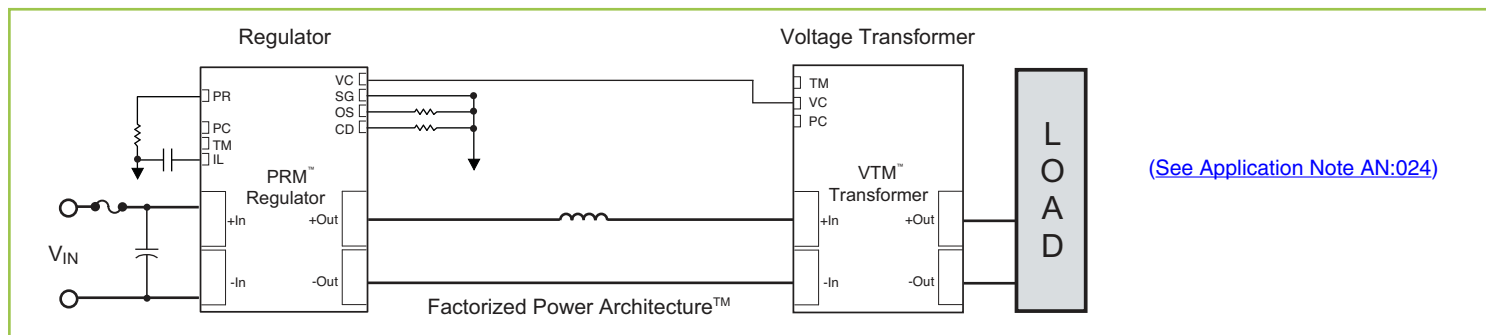 Regulator
Voltage Transformer
VC
SG
OS
CD
PR
PC
TM
IL
PRM™
Regulator
+In
+Out
-In
-Out
VIN
Factorized Power Architecture™
TM
VC
PC
VTM™
Transformer
+In
+Out
-In
-Out
LOAD
(See Application Note AN:024)